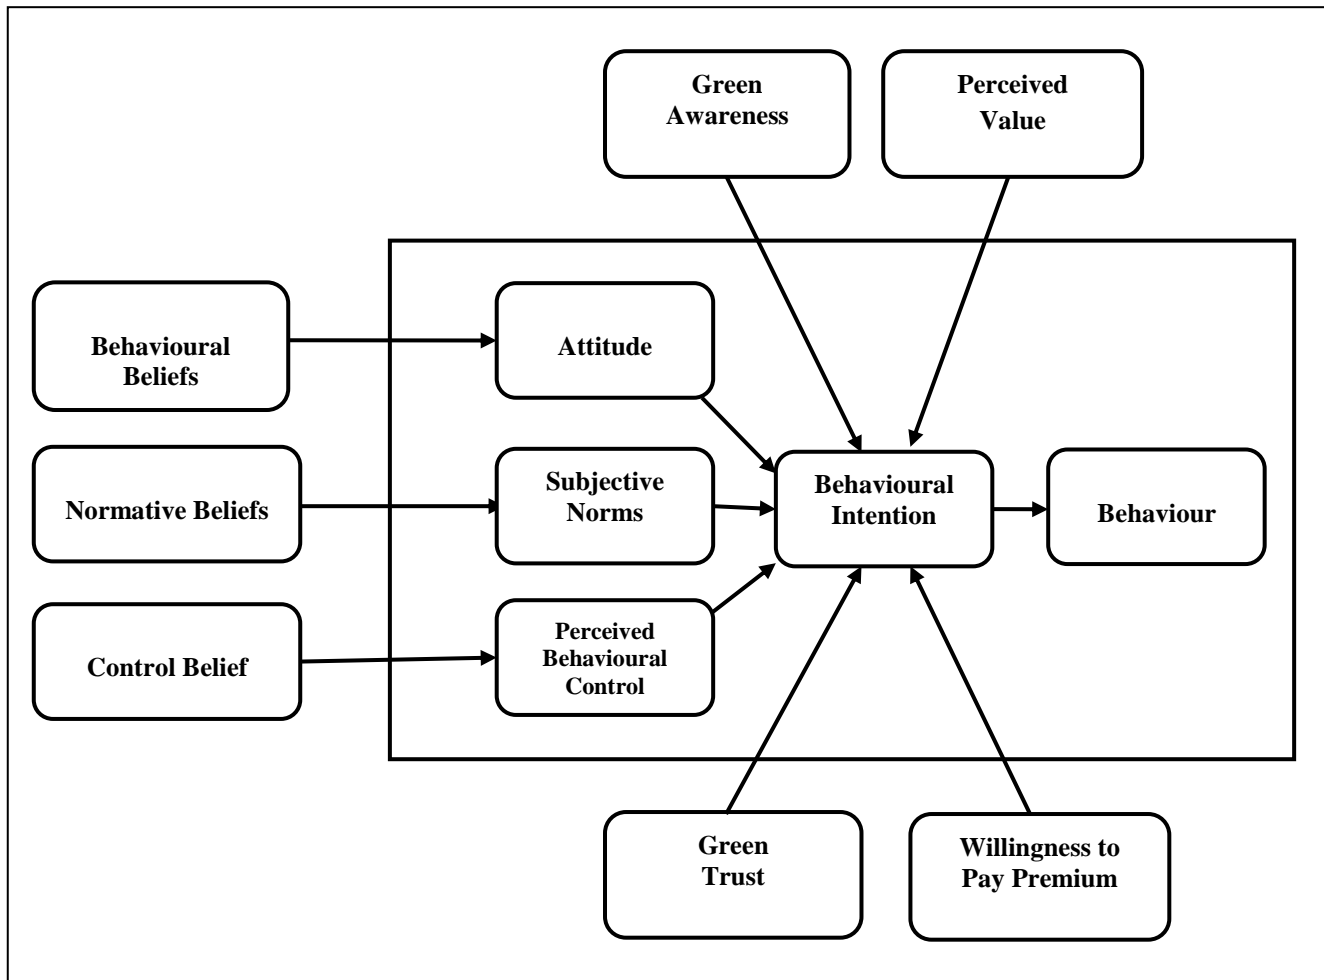 Green
Awareness
Perceived
Value
Behavioural
Beliefs
Attitude
Normative Beliefs
Subjective
Norms
Behavioural
Intention
Behaviour
Control Belief
Perceived
Behavioural
Control
Green
Trust
Willingness to
Pay Premium